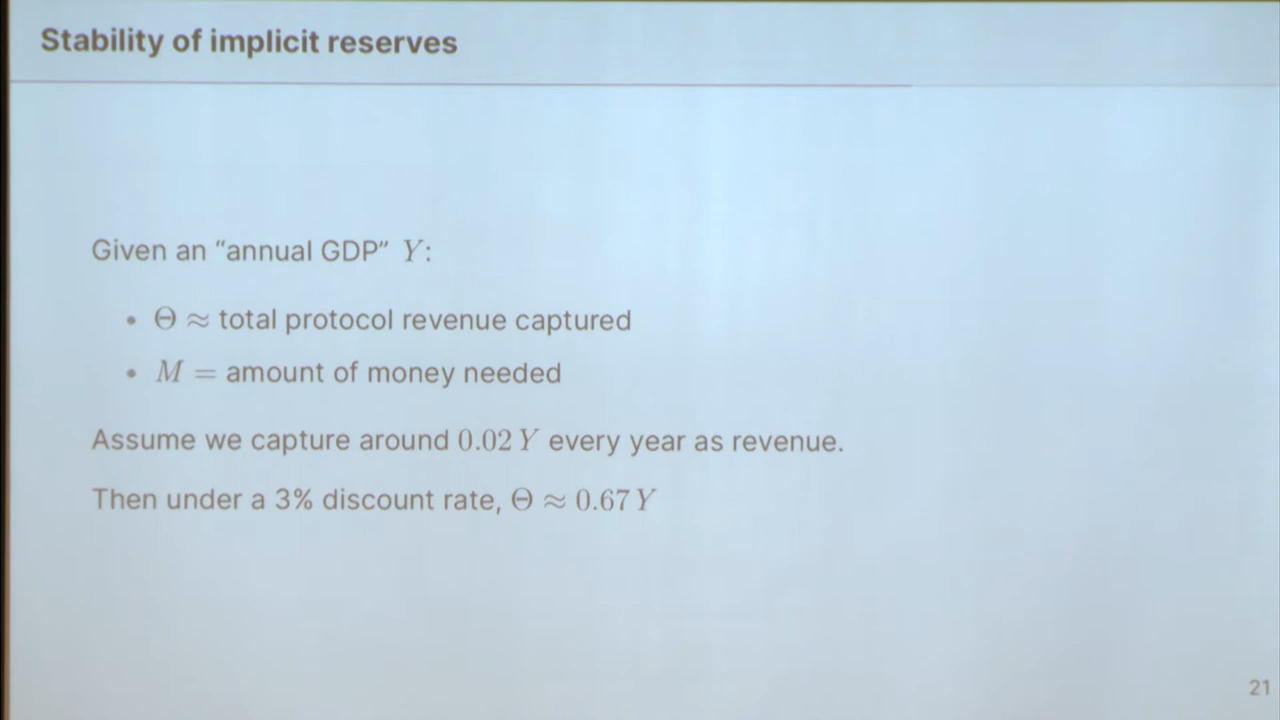 Stability of implicit reserves
Given an “annual GDP” Y:
• Θ ≈ total protocol revenue captured
• M = amount of money needed
Assume we capture around 0.02 Y every year as revenue.
Then under a 3% discount rate, Θ ≈ 0.67 Y
21